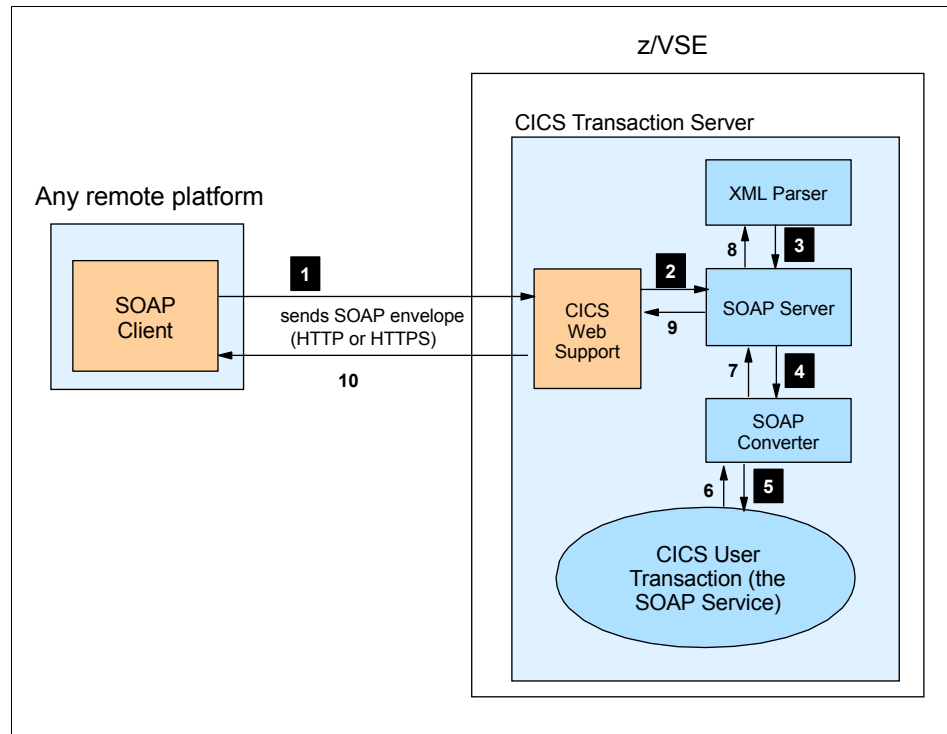 z/VSE
CICS Transaction Server
Any remote platform
XML Parser
8
3
1
2
SOAP
Client
sends SOAP envelope
(HTTP or HTTPS)
CICS
Web
Support
SOAP Server
9
10
7
4
SOAP
Converter
6
5
CICS User
Transaction (the
SOAP Service)